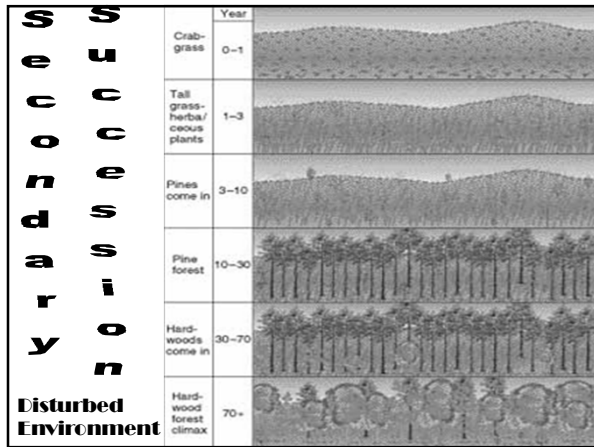 Secondary
Succession
Disturbed
Environment
Year
Crab-
grass
0–1
Tall
grass-
herba/
ceous
plants
1–3
Pines
come in
3–10
Pine
forest
10–30
Hard-
woods
come in
30–70
Hard-
wood
forest
climax
70+